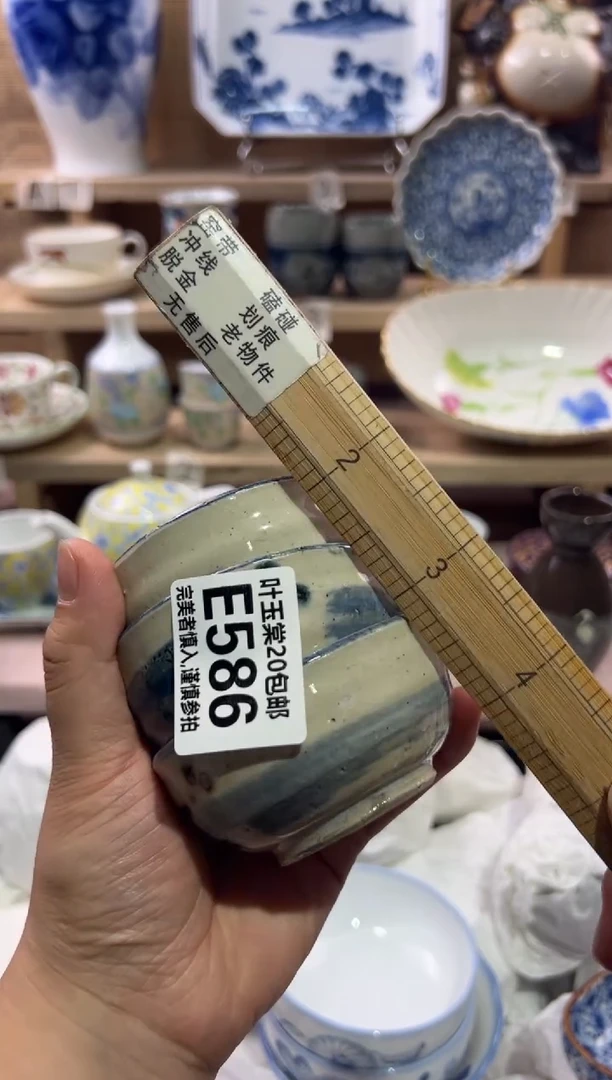 窑带
冲线
脱金
无售后
磕碰
划痕
老物件
2
3
4
叶玉棠20包邮
E586
完美者慎入,谨慎参拍